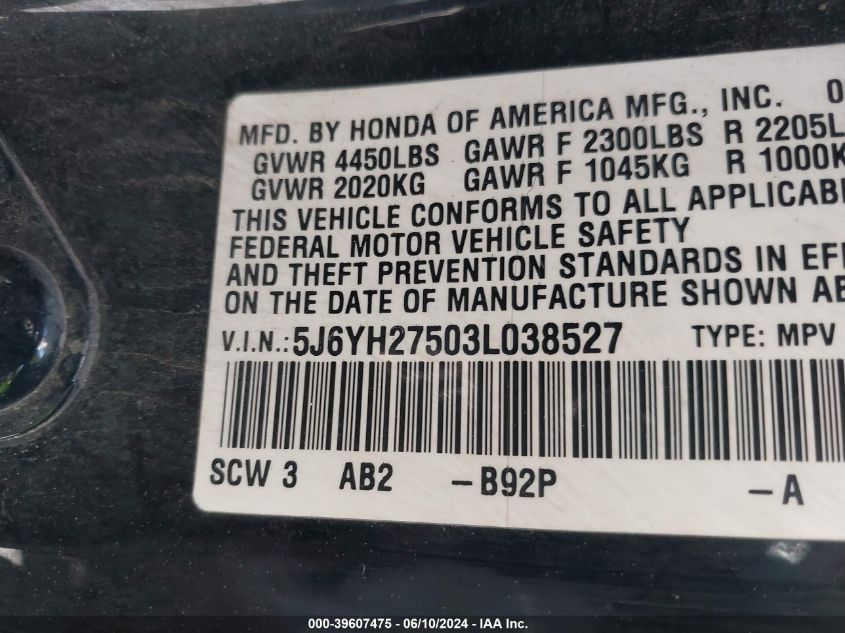 MFD. BY HONDA OF AMERICA MFG., INC. 0
GVWR 4450LBS GAWR F 2300LBS R 2205L
GVWR 2020KG GAWR F 1045KG R 1000K
THIS VEHICLE CONFORMS TO ALL APPLICAB
FEDERAL MOTOR VEHICLE SAFETY
AND THEFT PREVENTION STANDARDS IN EF
ON THE DATE OF MANUFACTURE SHOWN AB
V.I.N.: 5J6YH27503L038527 TYPE: MPV
SCW 3 AB2 -B92P -A
000-39607475 - 06/10/2024 - IAA Inc.